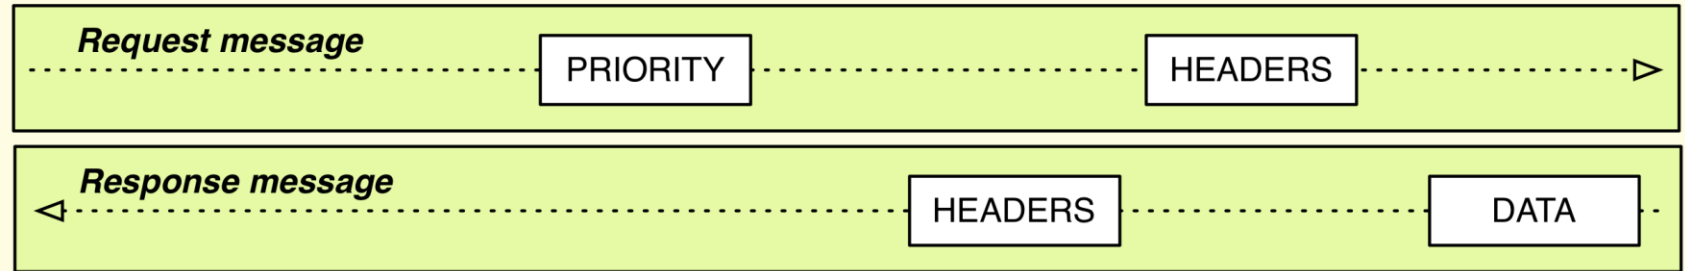 Request message
PRIORITY HEADERS
Response message
HEADERS DATA